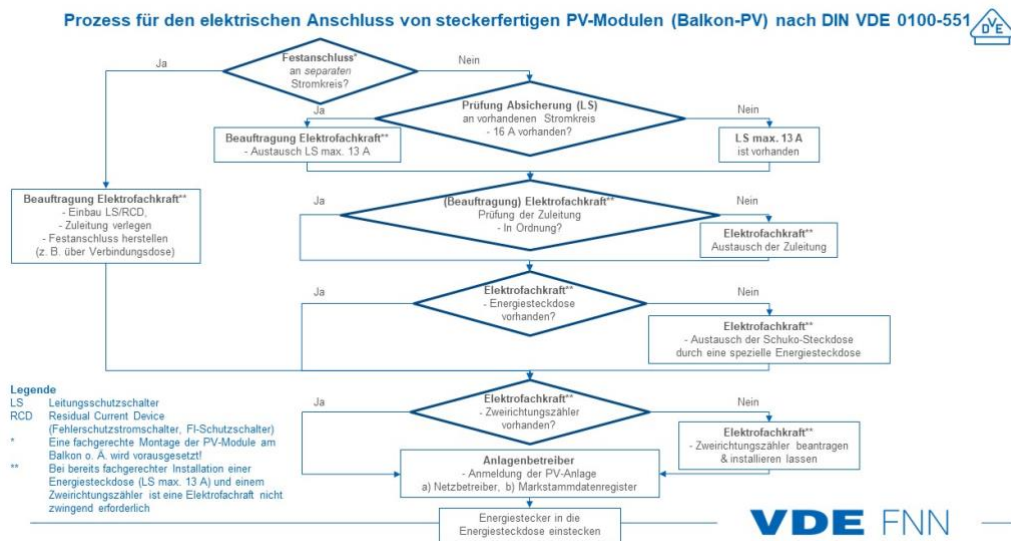 Prozess für den elektrischen Anschluss von steckerfertigen PV-Modulen (Balkon-PV) nach DIN VDE 0100-551
DVE
Festanschluss*
an separaten
Stromkreis?
Ja
Nein
Prüfung Absicherung (LS)
an vorhandenen Stromkreis
- 16 A vorhanden?
Ja
Nein
Beauftragung Elektrofachkraft**
- Austausch LS max. 13 A
LS max. 13 A
ist vorhanden
Beauftragung Elektrofachkraft**
- Einbau LS/RCD,
- Zuleitung verlegen
- Festanschluss herstellen
(z. B. über Verbindungsdose)
(Beauftragung) Elektrofachkraft**
Prüfung der Zuleitung
- In Ordnung?
Ja
Nein
Elektrofachkraft**
Austausch der Zuleitung
Elektrofachkraft**
- Energiesteckdose
vorhanden?
Ja
Nein
Elektrofachkraft**
- Austausch der Schuko-Steckdose
durch eine spezielle Energiesteckdose
Elektrofachkraft**
- Zweirichtungszähler
vorhanden?
Ja
Nein
Elektrofachkraft**
- Zweirichtungszähler beantragen
& installieren lassen
Anlagenbetreiber
- Anmeldung der PV-Anlage
a) Netzbetreiber, b) Markstammdatenregister
Energiestecker in die
Energiesteckdose einstecken
Legende
LS Leitungsschutzschalter
RCD Residual Current Device
(Fehlerschutzstromschalter, FI-Schutzschalter)
* Eine fachgerechte Montage der PV-Module am
Balkon o. Ä. wird vorausgesetzt!
** Bei bereits fachgerechter Installation einer
Energiesteckdose (LS max. 13 A) und einem
Zweirichtungszähler ist eine Elektrofachraft nicht
zwingend erforderlich
VDE FNN